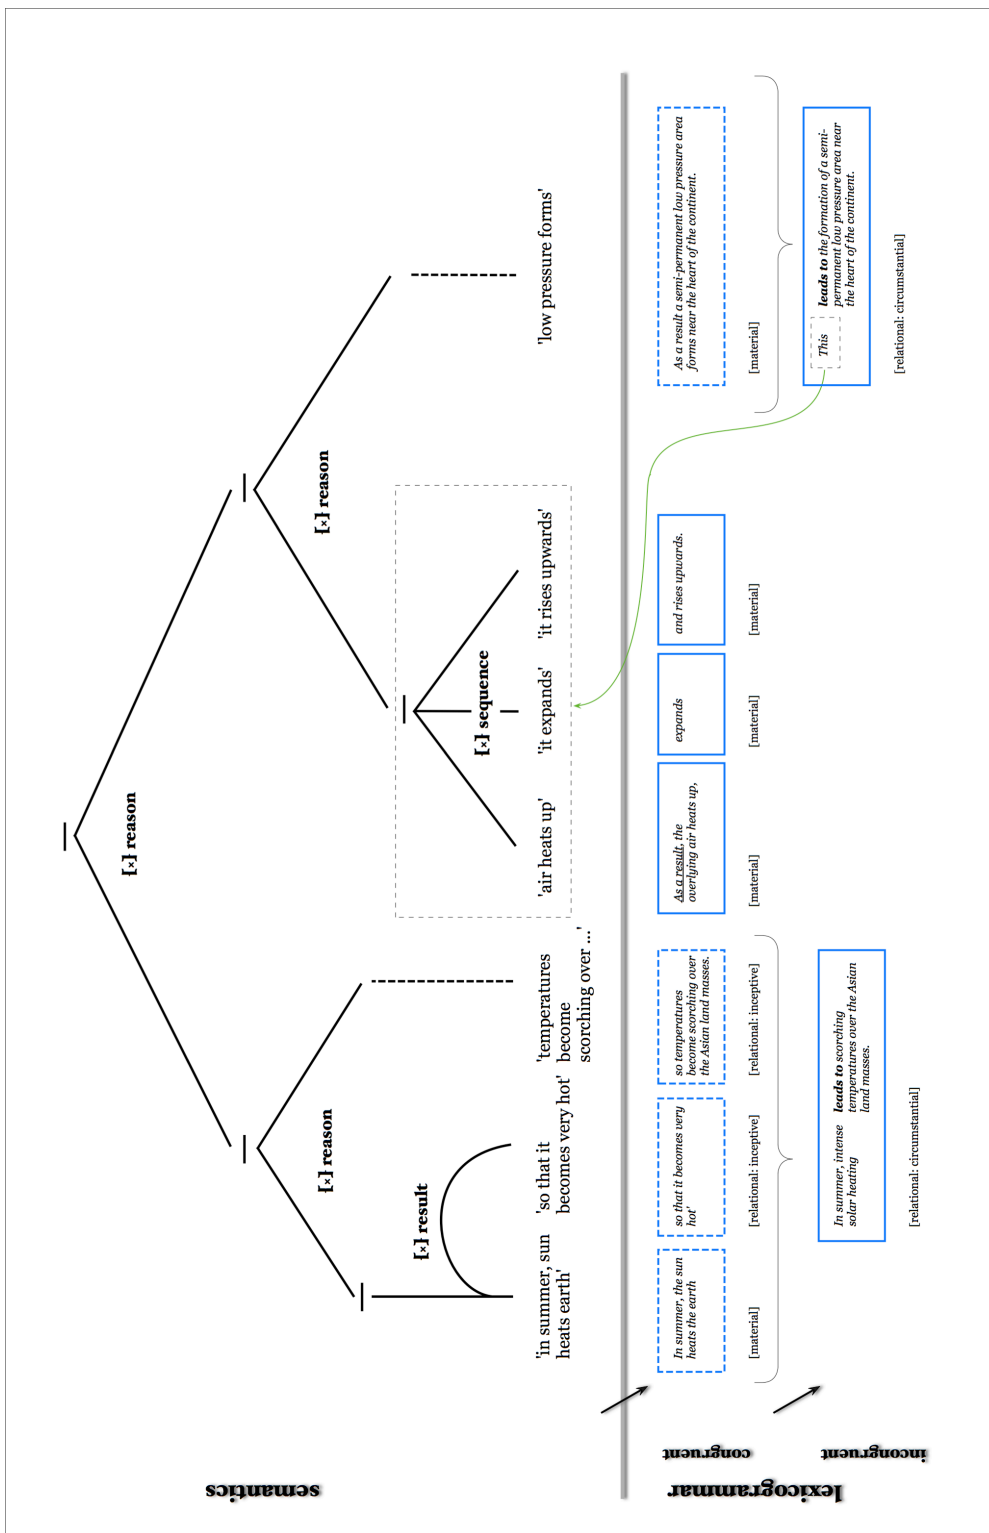 [×] reason
[×] reason
[×] reason
[×] result
[×] sequence
'in summer, sun
heats earth'
'so that it
becomes very hot'
'temperatures
become
scorching over ...'
'air heats up'
'it expands'
'it rises upwards'
'low pressure forms'
semantics
lexicogrammar
congruent
In summer, the sun
heats the earth
[material]
so that it becomes very
hot'
[relational: inceptive]
so temperatures
become scorching over
the Asian land masses.
[relational: inceptive]
As a result, the
overlying air heats up,
[material]
expands
[material]
and rises upwards.
[material]
As a result a semi-permanent low pressure area
forms near the heart of the continent.
[material]
incongruent
In summer, intense
solar heating
leads to scorching
temperatures over the Asian
land masses.
[relational: circumstantial]
This
leads to the formation of a semi-
permanent low pressure area near
the heart of the continent.
[relational: circumstantial]